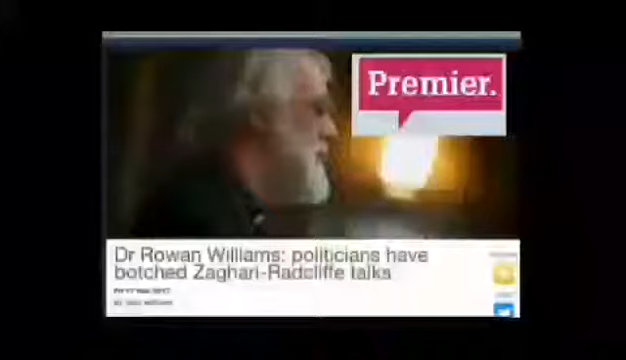 Premier.
Dr Rowan Williams: politicians have
botched Zaghari-Radcliffe talks